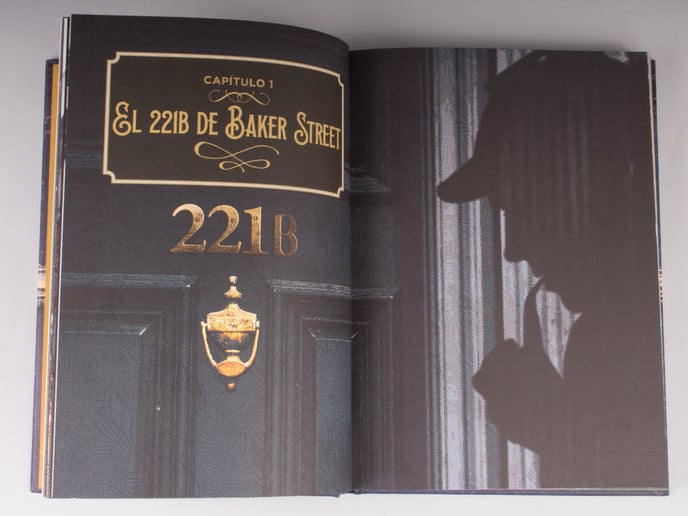 CAPÍTULO 1
EL 221B DE BAKER STREET
221B